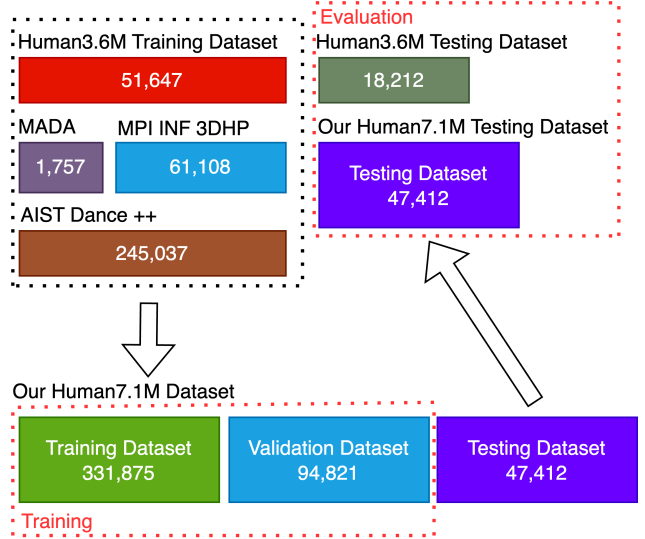 Human3.6M Training Dataset
51,647
MADA
MPI INF 3DHP
1,757
61,108
AIST Dance ++
245,037
Evaluation
Human3.6M Testing Dataset
18,212
Our Human7.1M Testing Dataset
Testing Dataset
47,412
Our Human7.1M Dataset
Training Dataset
331,875
Validation Dataset
94,821
Testing Dataset
47,412
Training